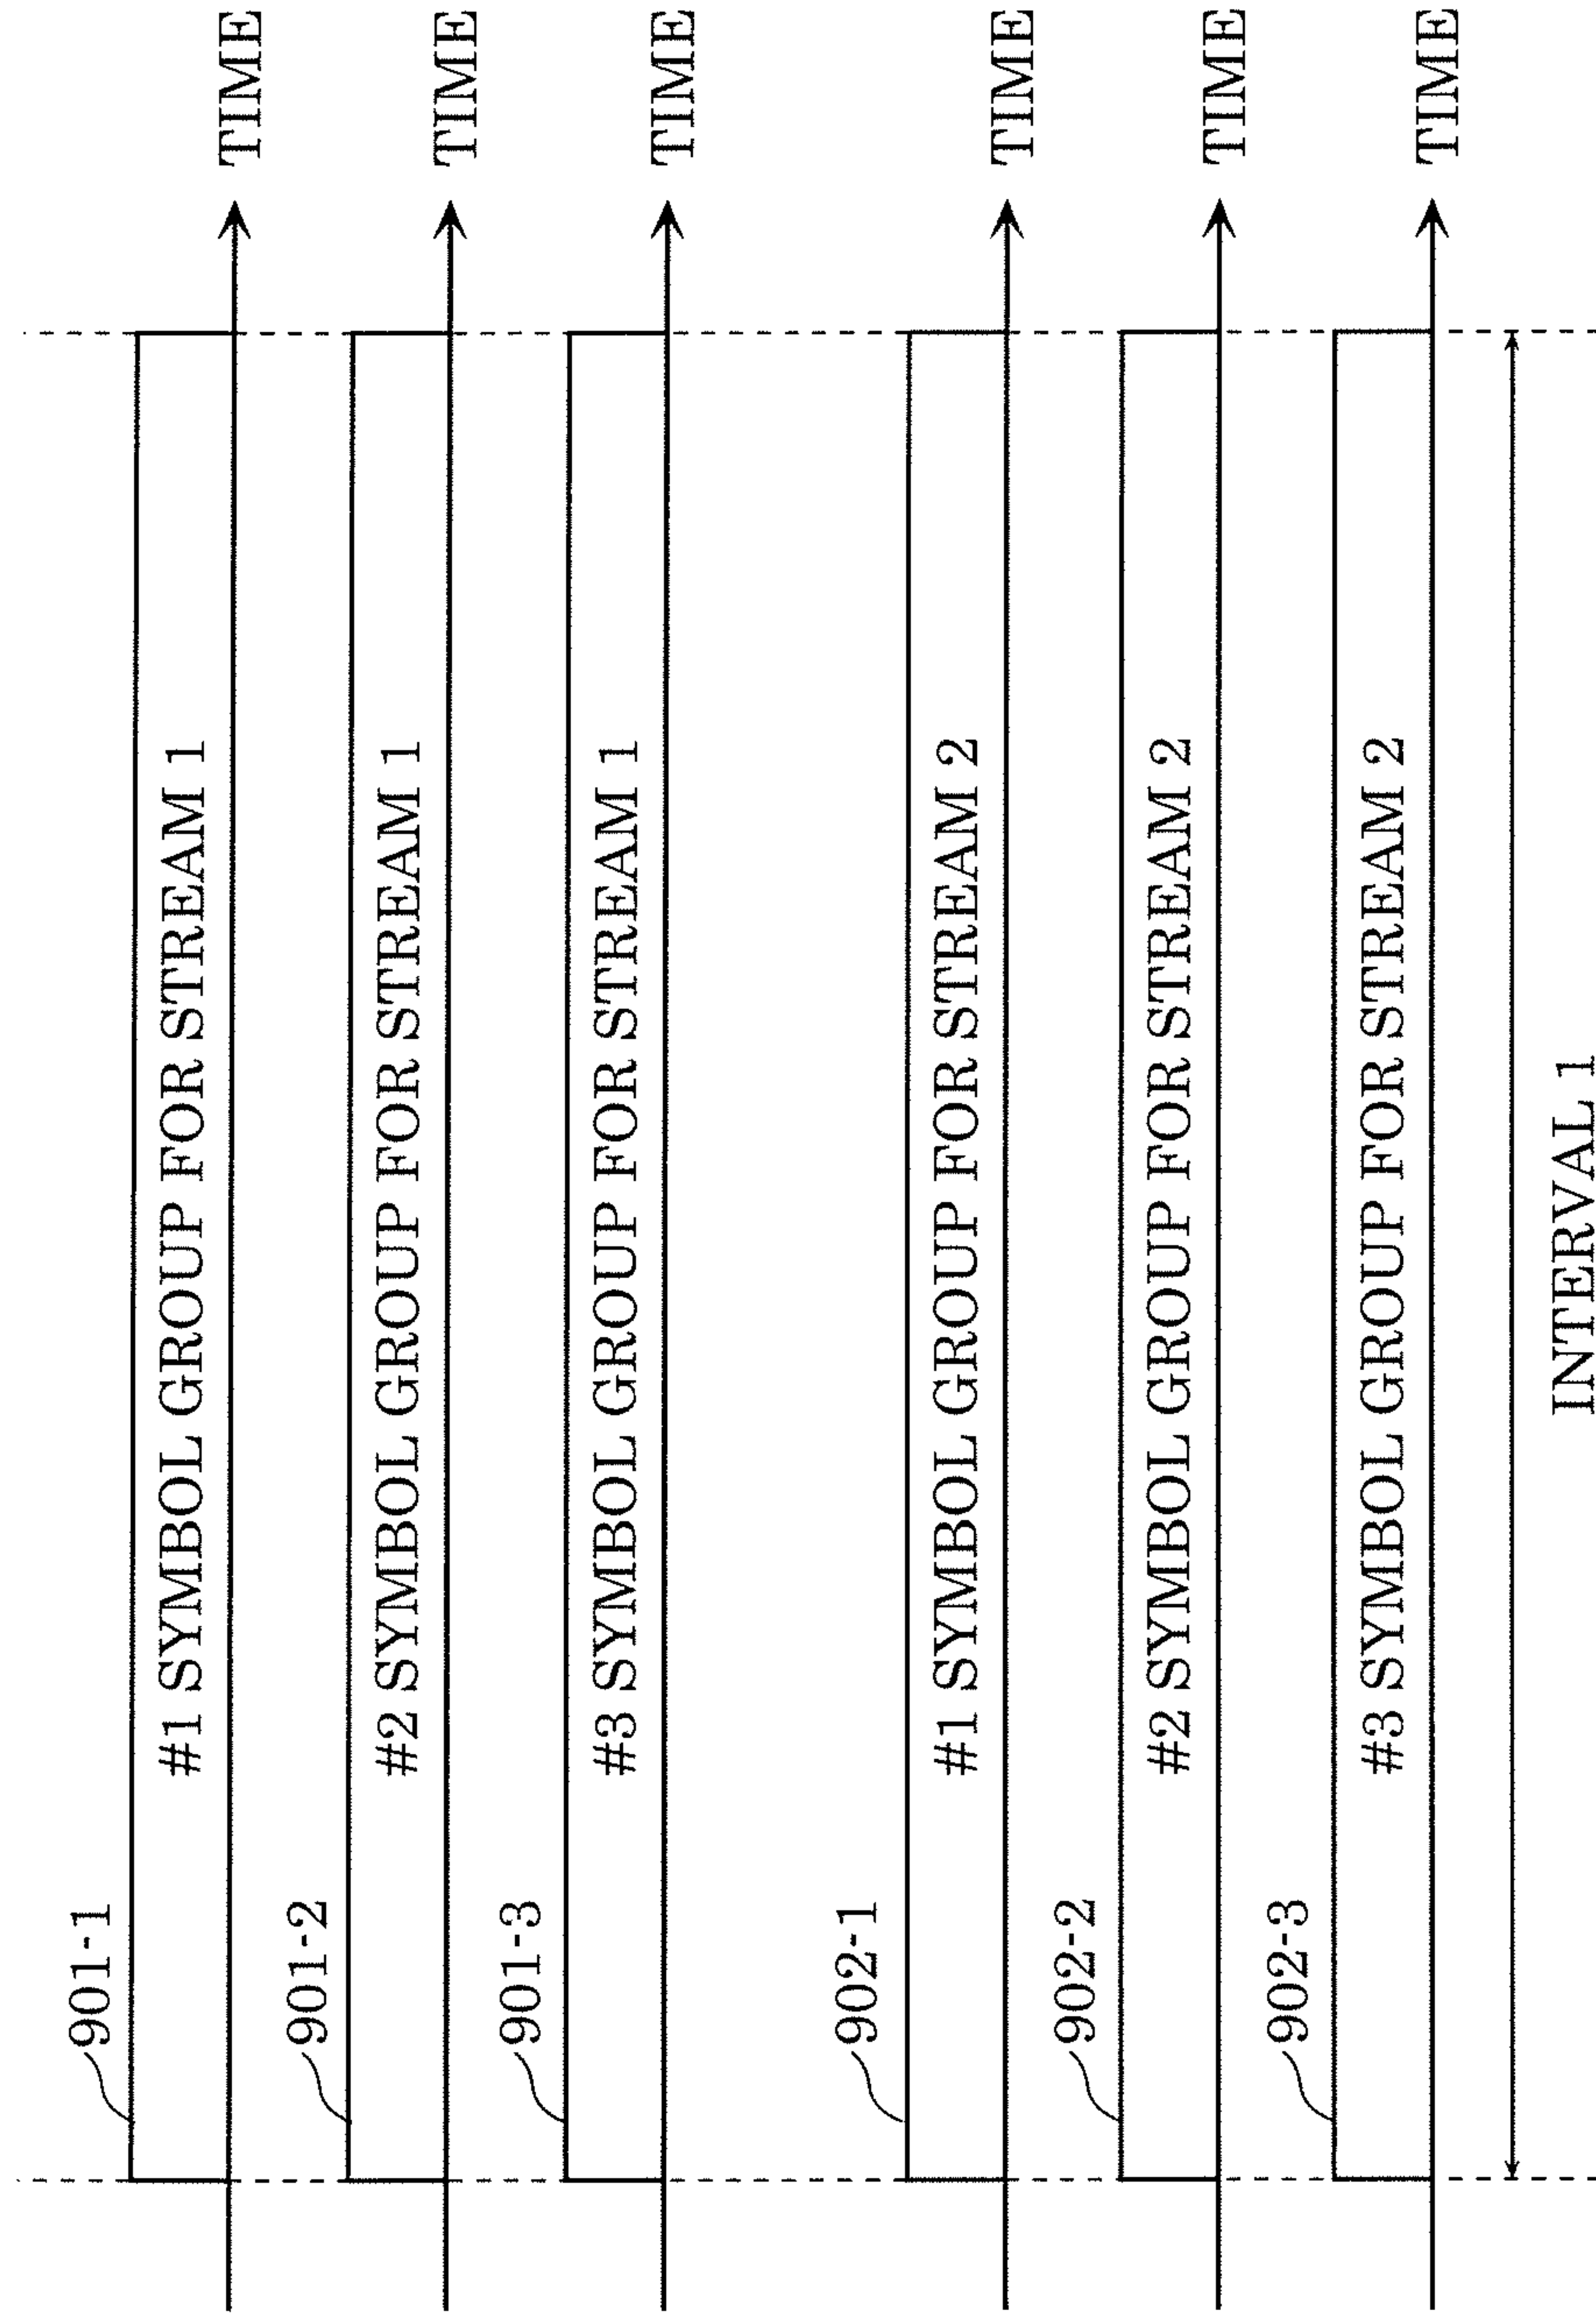 901-1
#1 SYMBOL GROUP FOR STREAM 1
TIME
901-2
#2 SYMBOL GROUP FOR STREAM 1
TIME
901-3
#3 SYMBOL GROUP FOR STREAM 1
TIME
902-1
#1 SYMBOL GROUP FOR STREAM 2
TIME
902-2
#2 SYMBOL GROUP FOR STREAM 2
TIME
902-3
#3 SYMBOL GROUP FOR STREAM 2
TIME
INTERVAL 1